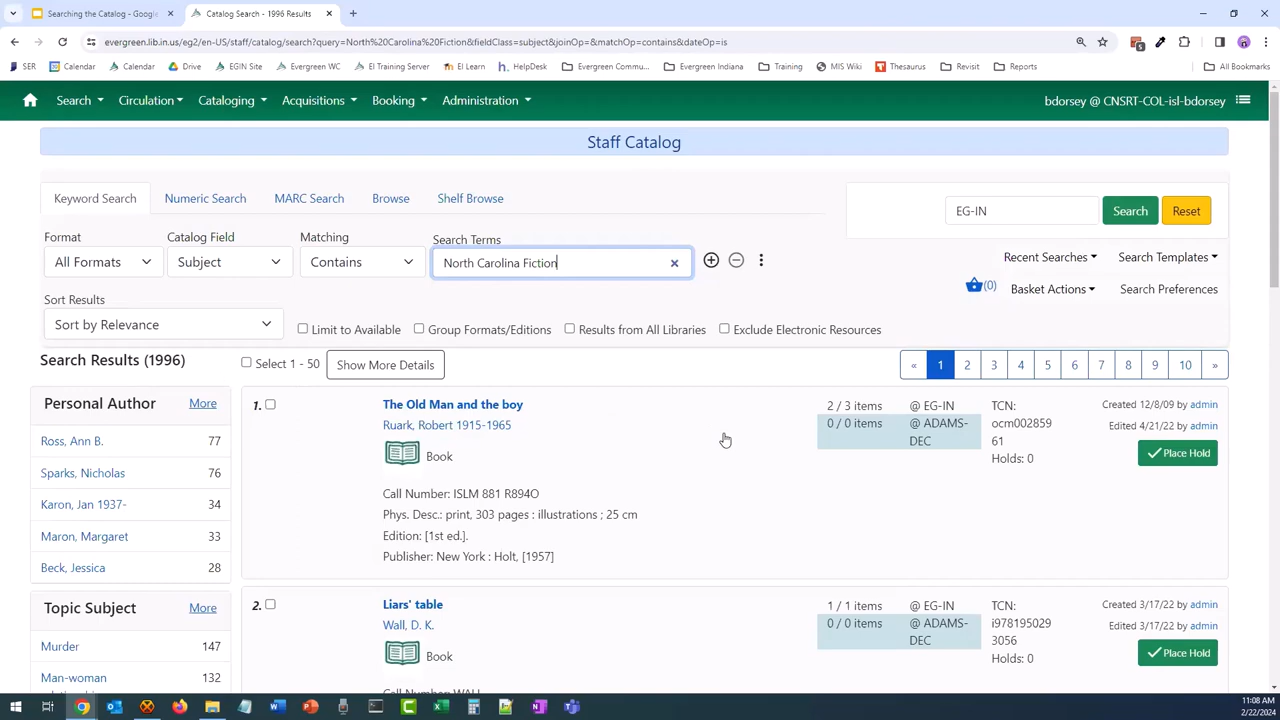 Searching the Catalog - Google
Catalog Search - 1996 Results
evergreen.lib.in.us/eg2/en-US/staff/catalog/search?query=North%20Carolina%20Fiction&fieldClass=subject&joinOp=&matchOp=contains&dateOp=is
SER Calendar Calendar Drive EGIN Site Evergreen WC EI Training Server EI Learn HelpDesk Evergreen Commu... Evergreen Indiana Training MIS Wiki Thesaurus Revisit Reports All Bookmarks
Search Circulation Cataloging Acquisitions Booking Administration bdorsey @ CNSRT-COL-isl-bdorsey
Staff Catalog
Keyword Search Numeric Search MARC Search Browse Shelf Browse
EG-IN Search Reset
Format Catalog Field Matching Search Terms
All Formats Subject Contains North Carolina Fiction
Recent Searches Search Templates
(0) Basket Actions Search Preferences
Sort Results
Sort by Relevance Limit to Available Group Formats/Editions Results from All Libraries Exclude Electronic Resources
Search Results (1996) Select 1 - 50 Show More Details « 1 2 3 4 5 6 7 8 9 10 »
Personal Author More
Ross, Ann B. 77
Sparks, Nicholas 76
Karon, Jan 1937- 34
Maron, Margaret 33
Beck, Jessica 28
Topic Subject More
Murder 147
Man-woman 132
1. The Old Man and the boy
Ruark, Robert 1915-1965
Book
Call Number: ISLM 881 R894O
Phys. Desc.: print, 303 pages : illustrations ; 25 cm
Edition: [1st ed.].
Publisher: New York : Holt, [1957]
2 / 3 items @ EG-IN
0 / 0 items @ ADAMS-
DEC
TCN:
ocm002859
61
Holds: 0
Created 12/8/09 by admin
Edited 4/21/22 by admin
Place Hold
2. Liars' table
Wall, D. K.
Book
Call Number: WALL
1 / 1 items @ EG-IN
0 / 0 items @ ADAMS-
DEC
TCN:
i978195029
3056
Holds: 0
Created 3/17/22 by admin
Edited 3/17/22 by admin
Place Hold
11:08 AM
2/22/2024